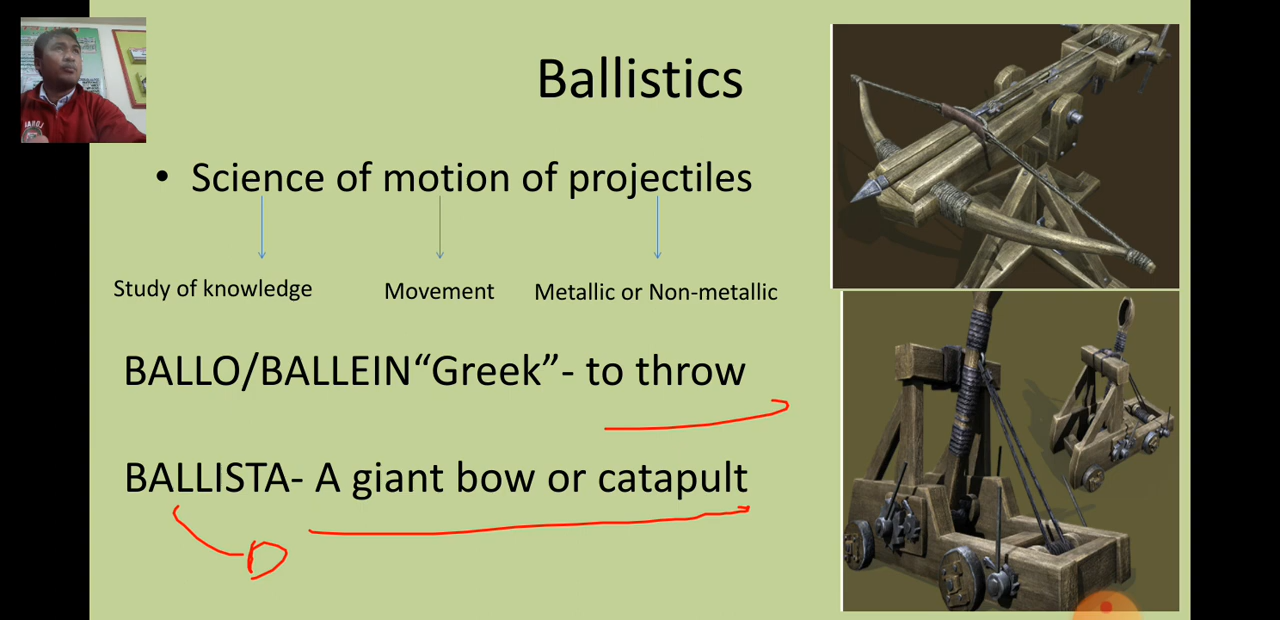 Ballistics
• Science of motion of projectiles
Study of knowledge
Movement
Metallic or Non-metallic
BALLO/BALLEIN“Greek”- to throw
BALLISTA- A giant bow or catapult